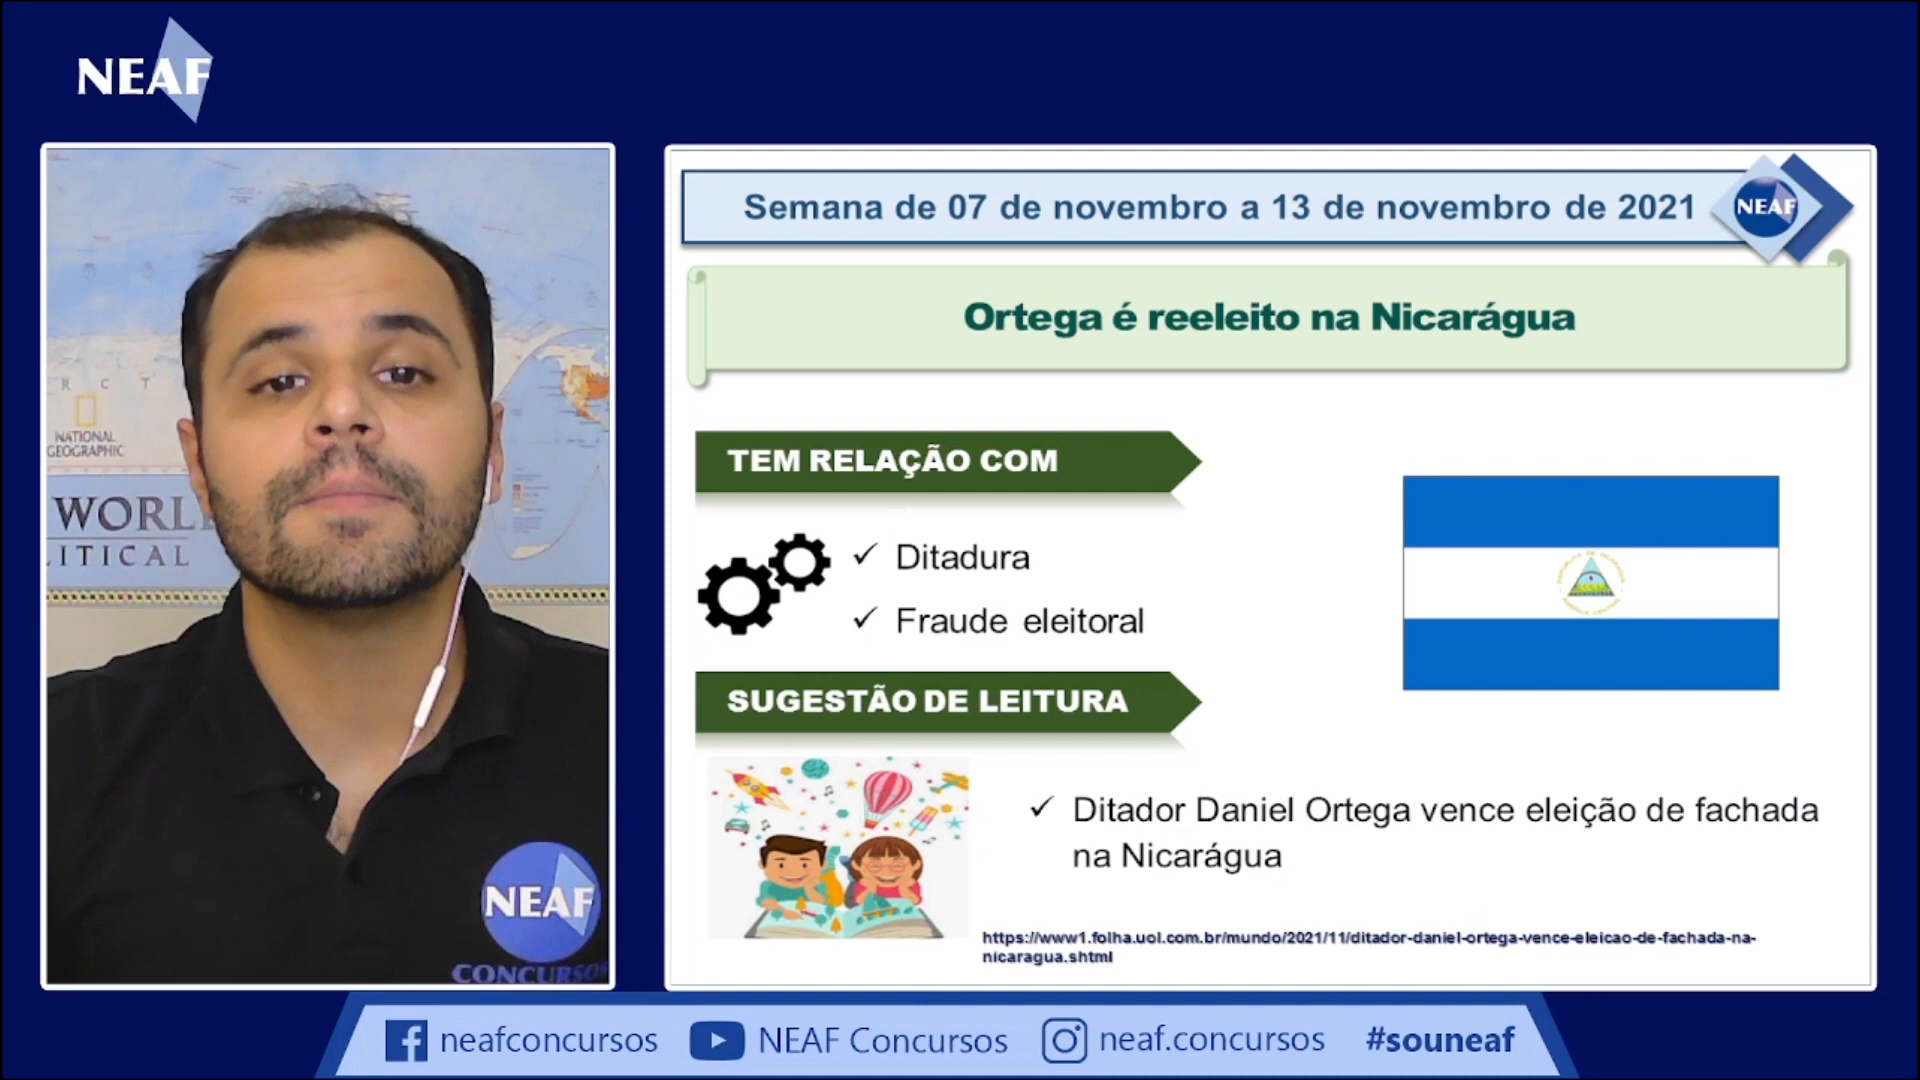 NEAF
R C T
NATIONAL
GEOGRAPHIC
WORL
ITICAL
NEAF
CONCURSOS
Semana de 07 de novembro a 13 de novembro de 2021
NEAF
Ortega é reeleito na Nicarágua
TEM RELAÇÃO COM
✓ Ditadura
✓ Fraude eleitoral
SUGESTÃO DE LEITURA
✓ Ditador Daniel Ortega vence eleição de fachada
na Nicarágua
https://www1.folha.uol.com.br/mundo/2021/11/ditador-daniel-ortega-vence-eleicao-de-fachada-na-
nicaragua.shtml
neafconcursos NEAF Concursos neaf.concursos #souneaf